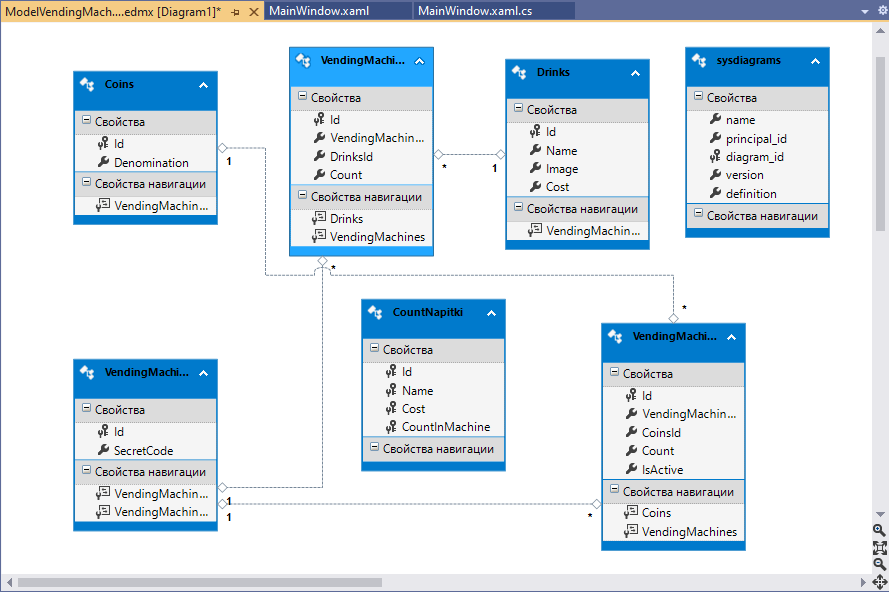 ModelVendingMach....edmx [Diagram1]*
MainWindow.xaml
MainWindow.xaml.cs
Coins
Свойства
Id
Denomination
Свойства навигации
VendingMachin...
VendingMachi...
Свойства
Id
VendingMachin...
DrinksId
Count
Свойства навигации
Drinks
VendingMachines
Drinks
Свойства
Id
Name
Image
Cost
Свойства навигации
VendingMachin...
sysdiagrams
Свойства
name
principal_id
diagram_id
version
definition
Свойства навигации
1
*
1
*
*
CountNapitki
Свойства
Id
Name
Cost
CountInMachine
Свойства навигации
VendingMachi...
Свойства
Id
SecretCode
Свойства навигации
VendingMachin...
VendingMachin...
1
1
*
VendingMachi...
Свойства
Id
VendingMachin...
CoinsId
Count
IsActive
Свойства навигации
Coins
VendingMachines